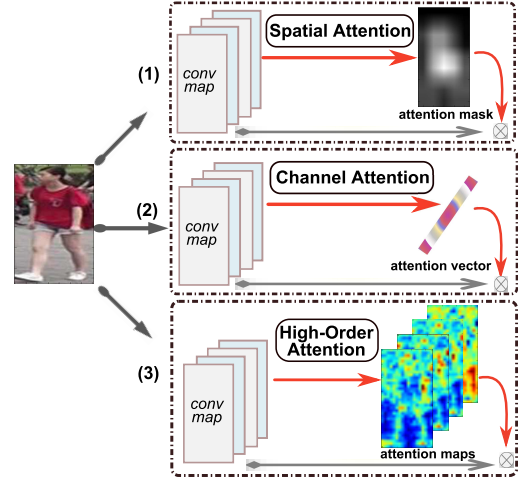 Spatial Attention
(1)
conv
map
attention mask
Channel Attention
(2)
conv
map
attention vector
High-Order
Attention
(3)
conv
map
attention maps